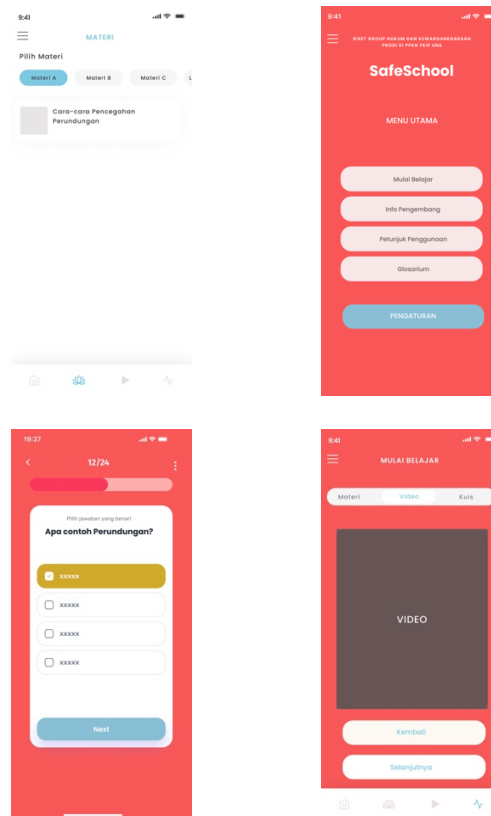 9:41
MATERI
Pilih Materi
Materi A
Materi B
Materi C
L
Cara-cara Pencegahan
Perundungan
9:41
RISET GROUP HUKUM DAN KEWARGANEGARAAN
PRODI S1 PPKN FKIP UNS
SafeSchool
MENU UTAMA
Mulai Belajar
Info Pengembang
Petunjuk Penggunaan
Glosarium
PENGATURAN
19:27
12/24
Pilih jawaban yang benar!
Apa contoh Perundungan?
xxxxx
xxxxx
xxxxx
xxxxx
Next
9:41
MULAI BELAJAR
Materi
Video
Kuis
VIDEO
Kembali
Selanjutnya